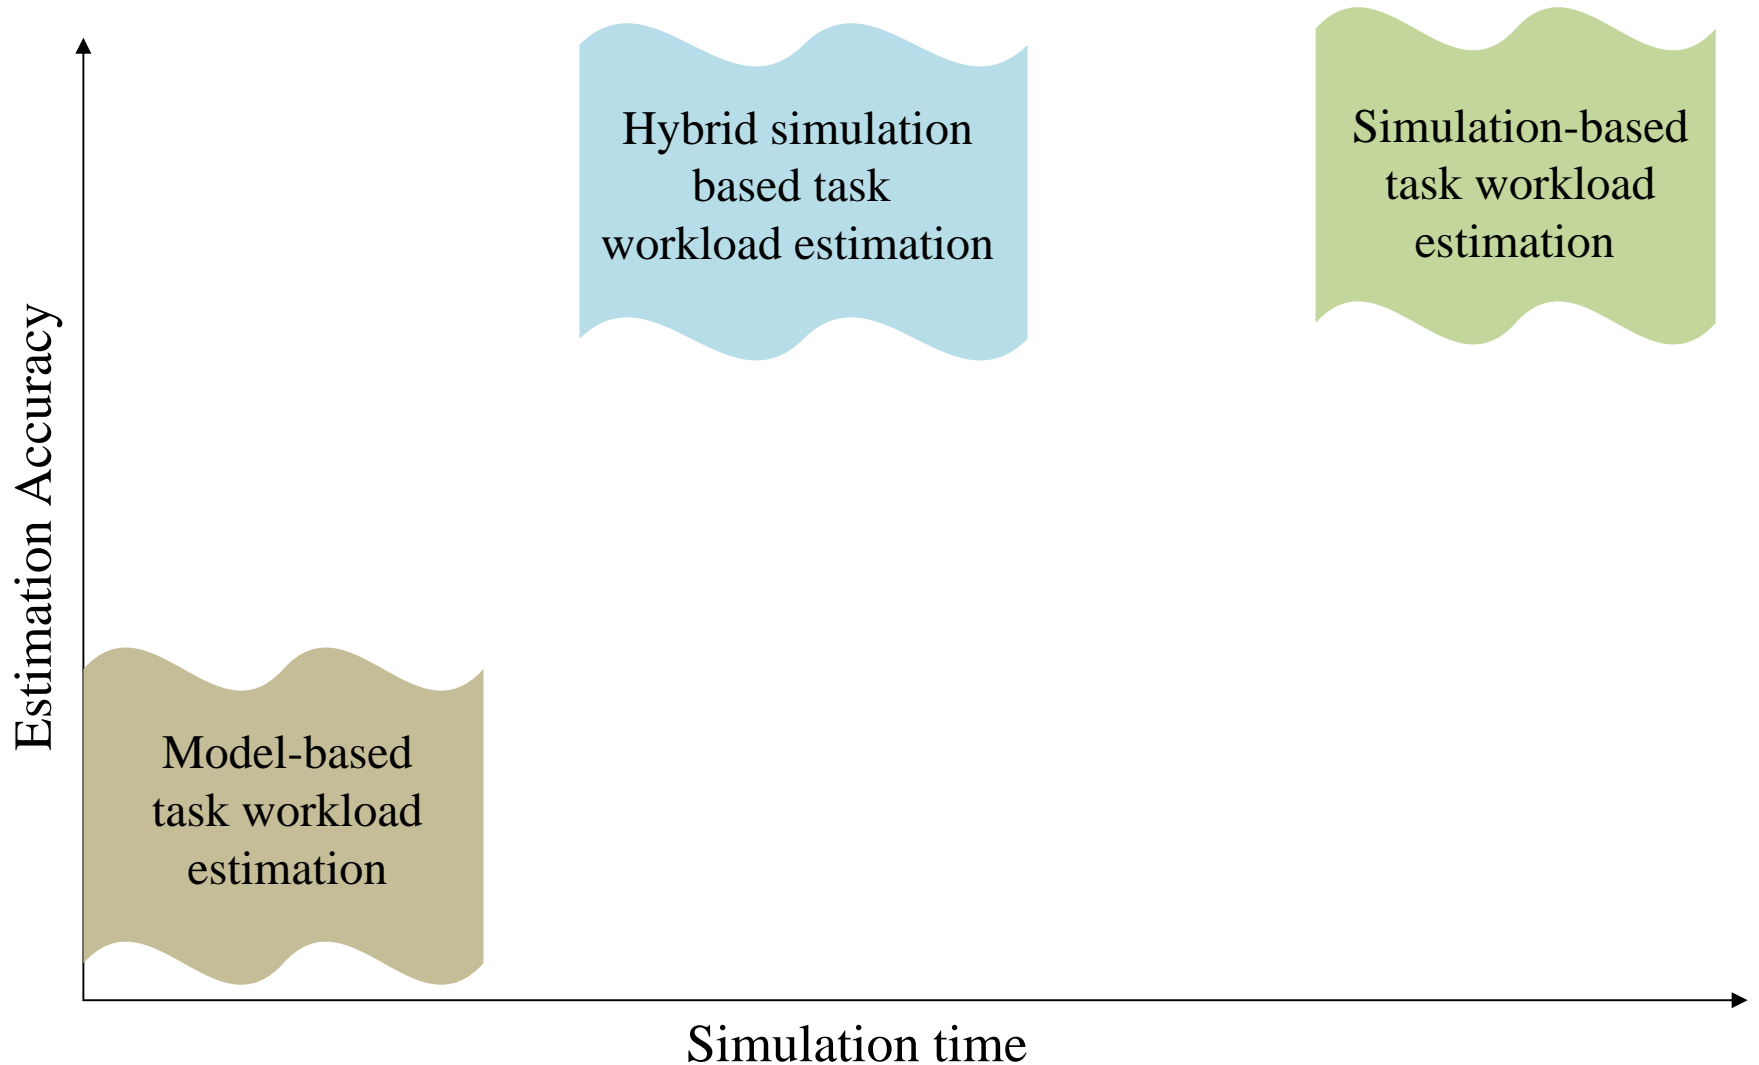 Hybrid simulation
based task
workload estimation
Simulation-based
task workload
estimation
Estimation Accuracy
Model-based
task workload
estimation
Simulation time